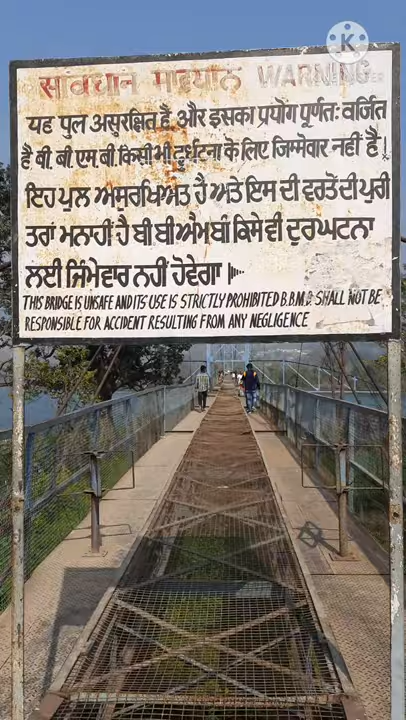 K
सावधान ਸਾਵਧਾਨ WARNING
यह पुल असुरक्षित है, और इसका प्रयोग पूर्णतः वर्जित
है बी. बी. एम बी. किसी भी दुर्घटना के लिए जिम्मेवार नहीं है!
ਇਹ ਪੁਲ ਅਸੁਰਖਿਅਤ ਹੈ ਅਤੇ ਇਸ ਦੀ ਵਰਤੋਂ ਦੀ ਪੁਰੀ
ਤਰਾਂ ਮਨਾਹੀਂ ਹੈ ਬੀ ਬੀ ਐਮ ਬੀ ਕਿਸੇ ਵੀ ਦੁਰਘਟਨਾ
ਲਈ ਜਿੰਮੇਵਾਰ ਨਹੀਂ ਹੋਵੇਗਾ
THIS BRIDGE IS UNSAFE AND ITS USE IS STRICTLY PROHIBITED B.B.M.B SHALL NOT BE
RESPONSIBLE FOR ACCIDENT RESULTING FROM ANY NEGLIGENCE